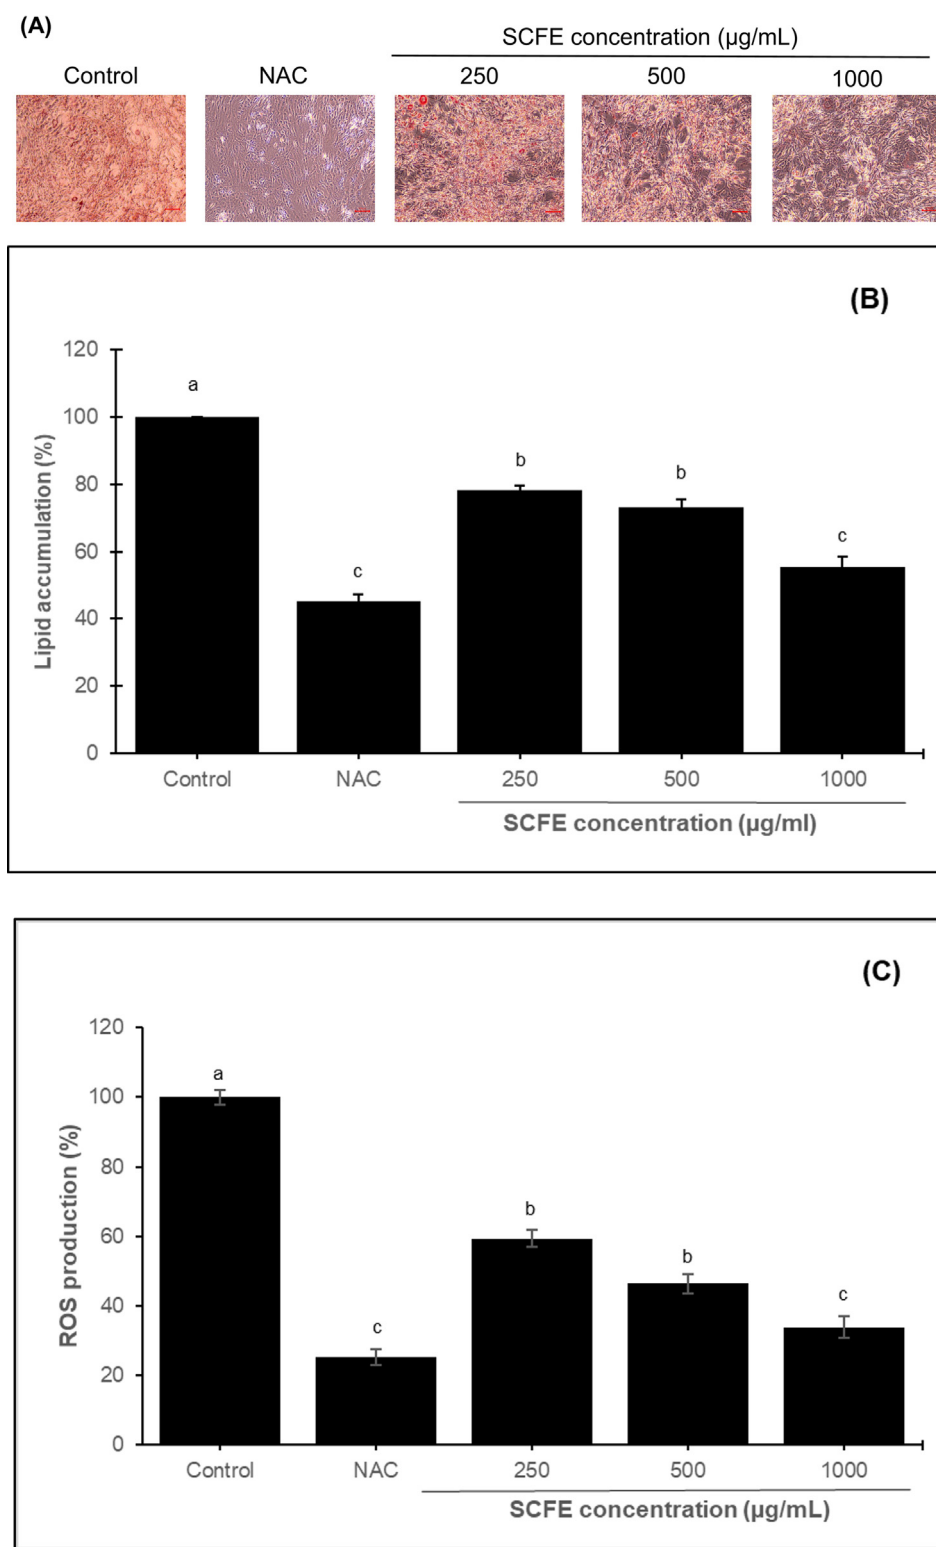 (A)
SCFE concentration (µg/mL)
Control NAC 250 500 1000
(B)
120
100
80
60
40
20
0
Lipid accumulation (%)
a
c
b
b
c
Control NAC 250 500 1000
SCFE concentration (µg/ml)
(C)
120
100
80
60
40
20
0
ROS production (%)
a
c
b
b
c
Control NAC 250 500 1000
SCFE concentration (µg/mL)